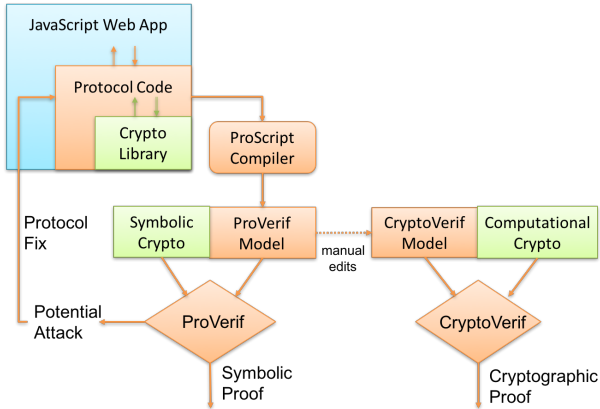 JavaScript Web App
Protocol Code
Crypto
Library
ProScript
Compiler
Protocol
Fix
Symbolic
Crypto
ProVerif
Model
manual
edits
CryptoVerif
Model
Computational
Crypto
Potential
Attack
ProVerif
CryptoVerif
Symbolic
Proof
Cryptographic
Proof